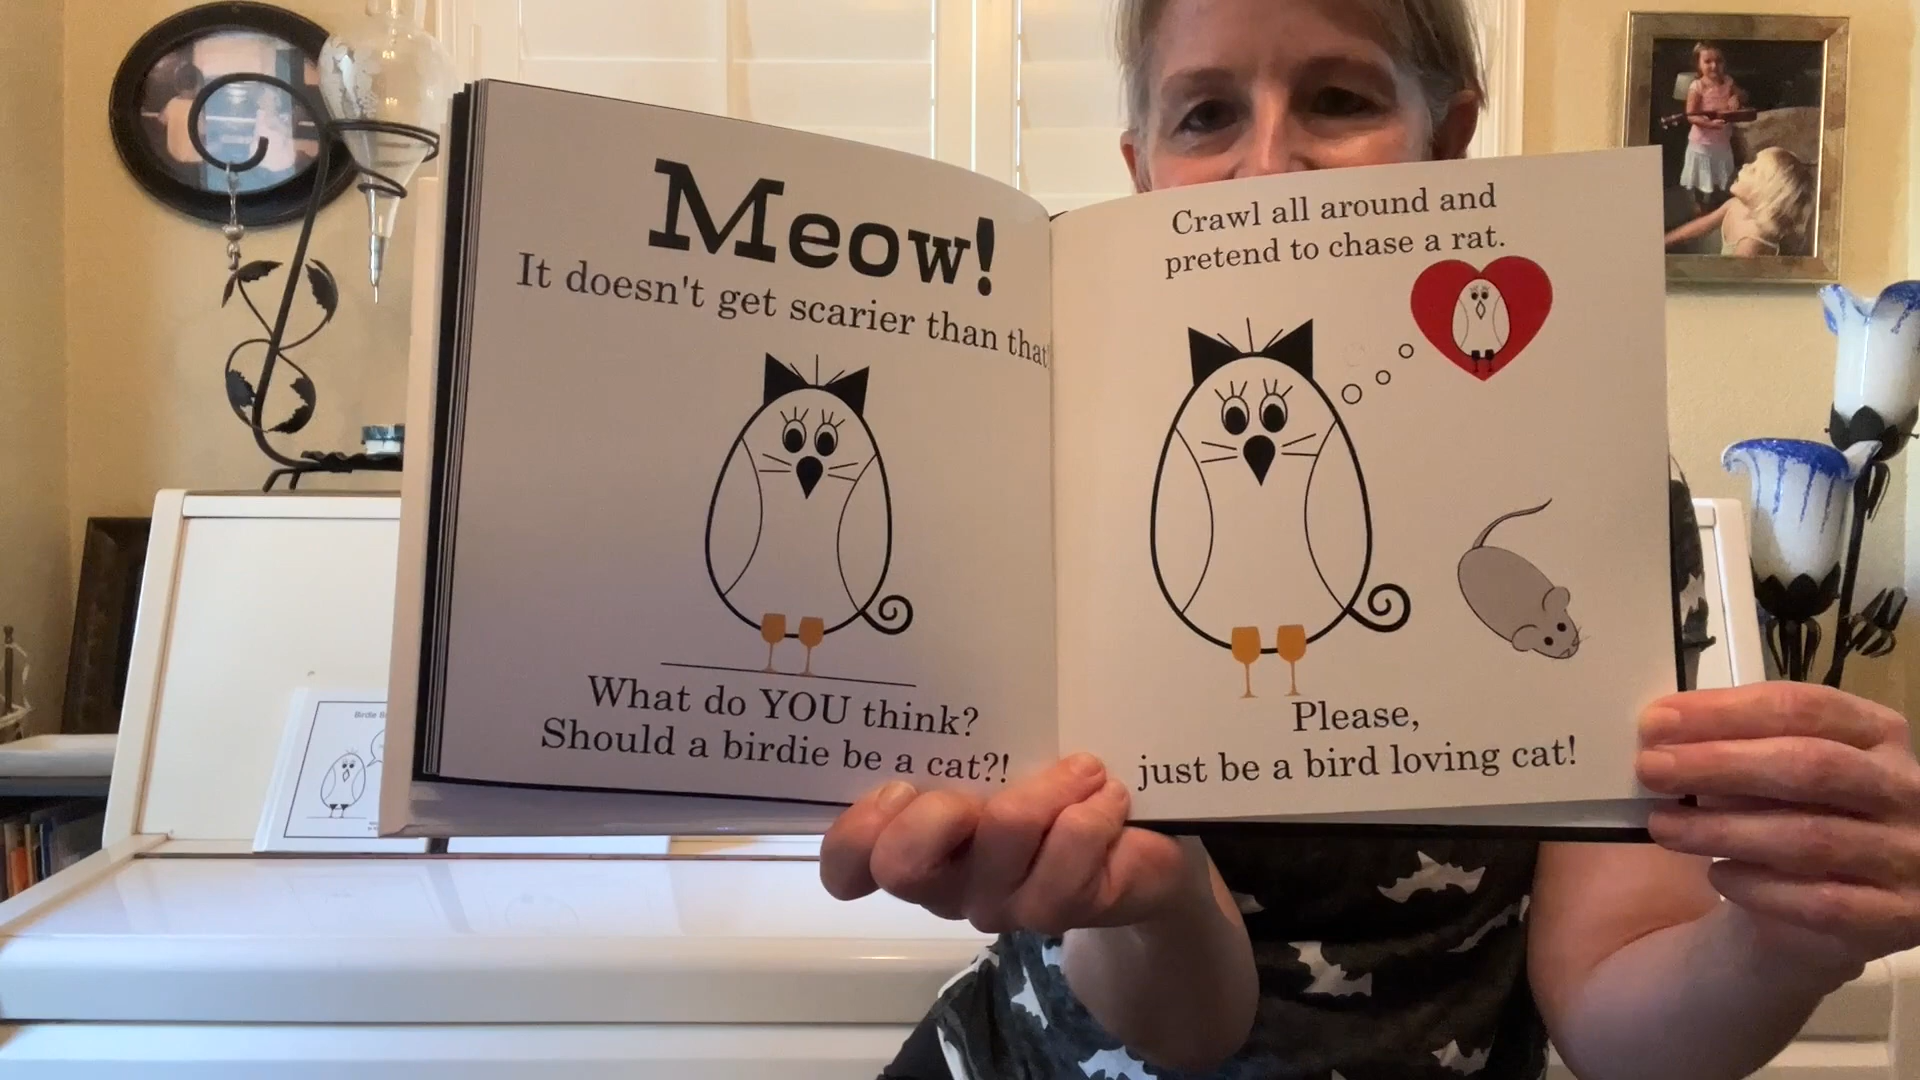 Meow!
It doesn't get scarier than that
What do YOU think?
Should a birdie be a cat?!
Crawl all around and
pretend to chase a rat.
Please,
just be a bird loving cat!
Birdie